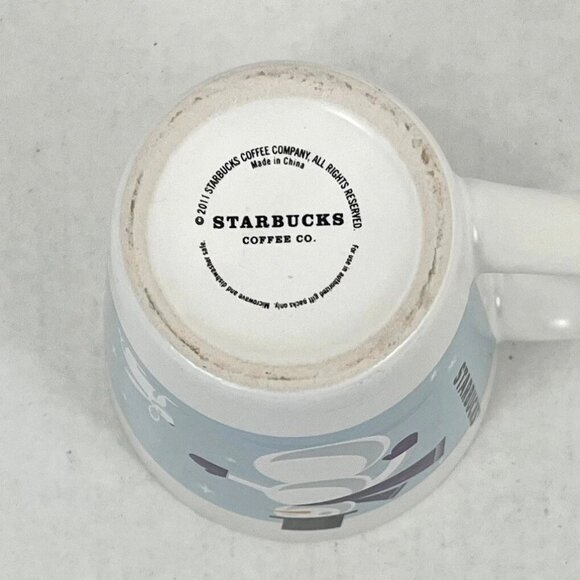 © 2011 STARBUCKS COFFEE COMPANY. ALL RIGHTS RESERVED.
Made in China
STARBUCKS
COFFEE CO.
For use in authorized gift packs only. Microwave and dishwasher safe.
STARBUCKS